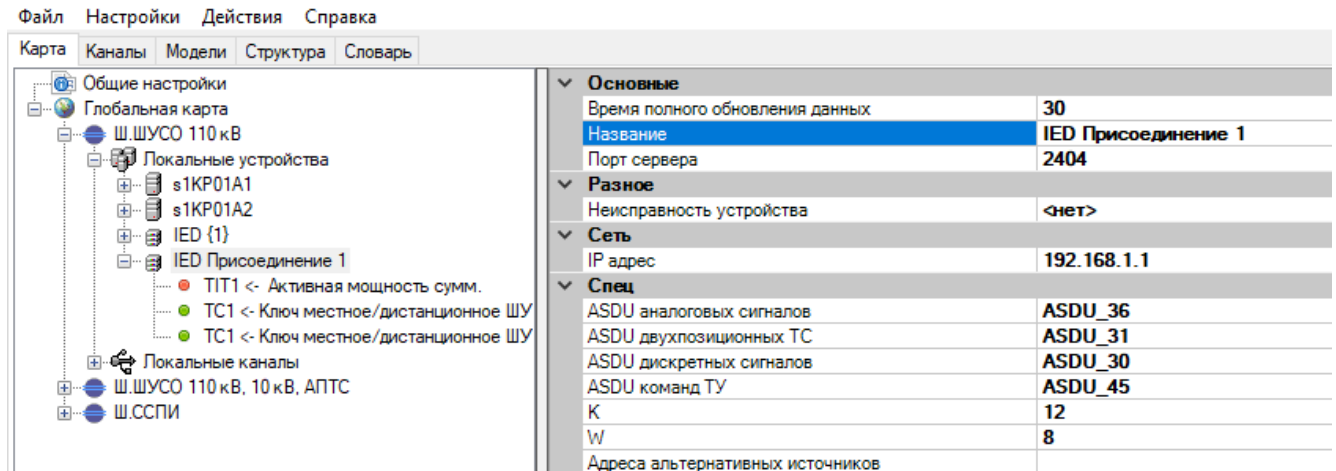 Файл Настройки Действия Справка
Карта Каналы Модели Структура Словарь
Общие настройки
Глобальная карта
Ш.ШУСО 110 кВ
Локальные устройства
s1KP01A1
s1KP01A2
IED {1}
IED Присоединение 1
TIT1 <- Активная мощность сумм.
TC1 <- Ключ местное/дистанционное ШУ
TC1 <- Ключ местное/дистанционное ШУ
Локальные каналы
Ш.ШУСО 110 кВ, 10 кВ, АПТС
Ш.ССПИ
Основные
Время полного обновления данных 30
Название IED Присоединение 1
Порт сервера 2404
Разное
Неисправность устройства <нет>
Сеть
IP адрес 192.168.1.1
Спец
ASDU аналоговых сигналов ASDU_36
ASDU двухпозиционных ТС ASDU_31
ASDU дискретных сигналов ASDU_30
ASDU команд ТУ ASDU_45
K 12
W 8
Адреса альтернативных источников